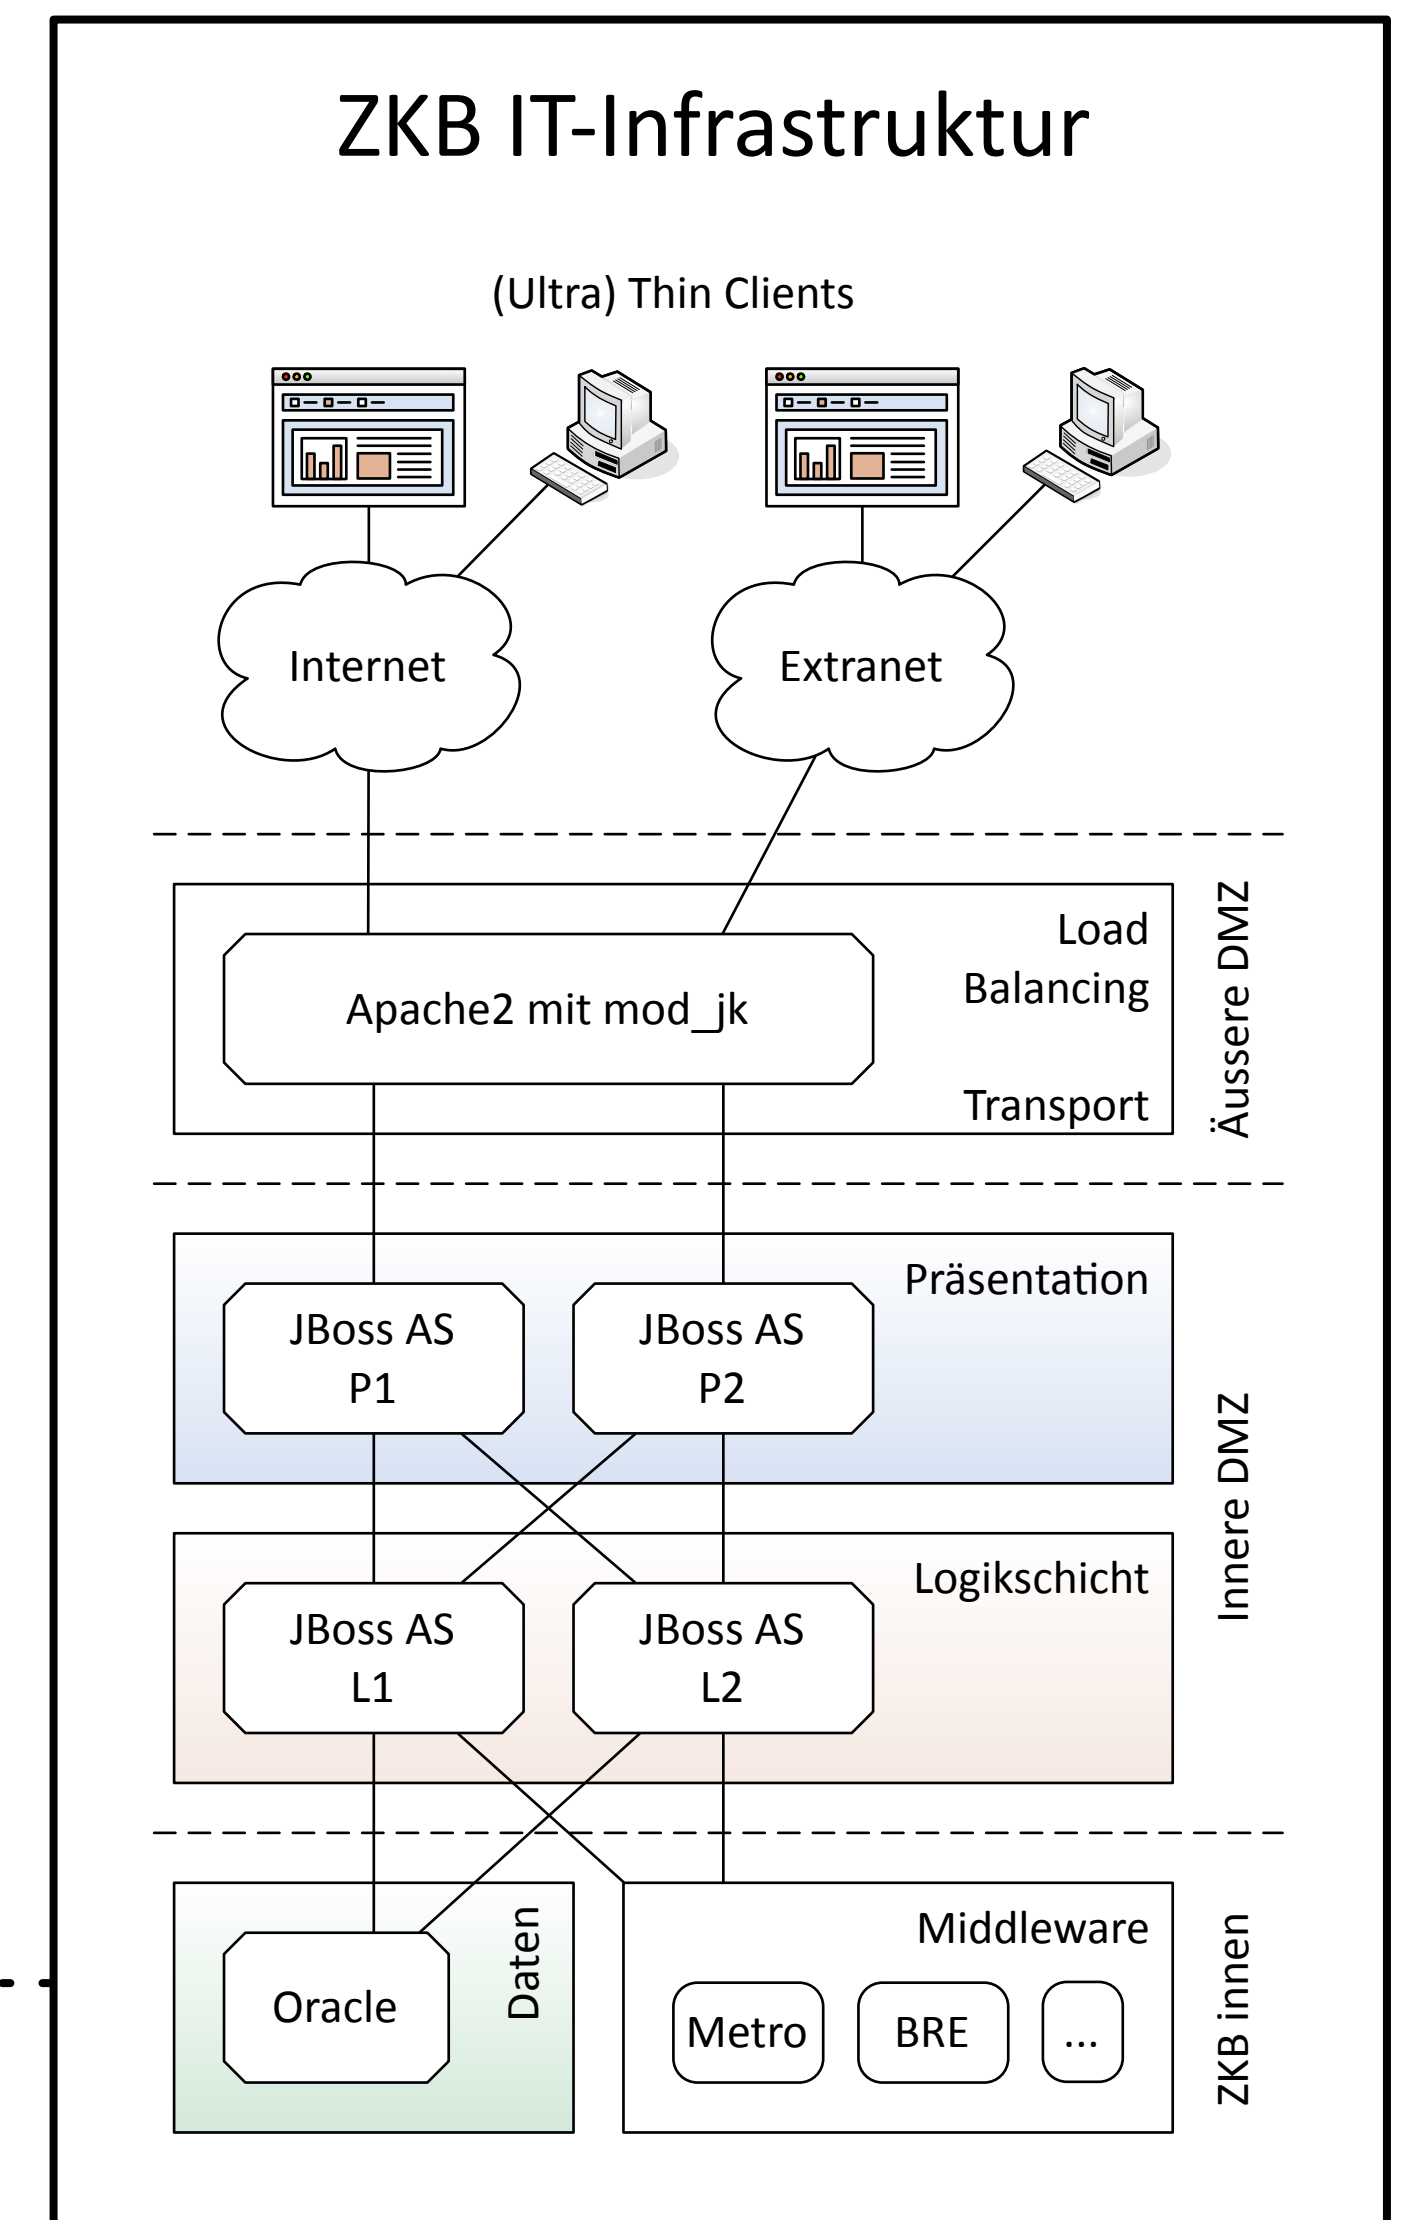 ZKB IT-Infrastruktur
(Ultra) Thin Clients
Internet
Extranet
Load
Balancing
Apache2 mit mod_jk
Transport
Äussere DMZ
Präsentation
JBoss AS
P1
JBoss AS
P2
Innere DMZ
Logikschicht
JBoss AS
L1
JBoss AS
L2
Daten
Oracle
Middleware
Metro
BRE
...
ZKB innen